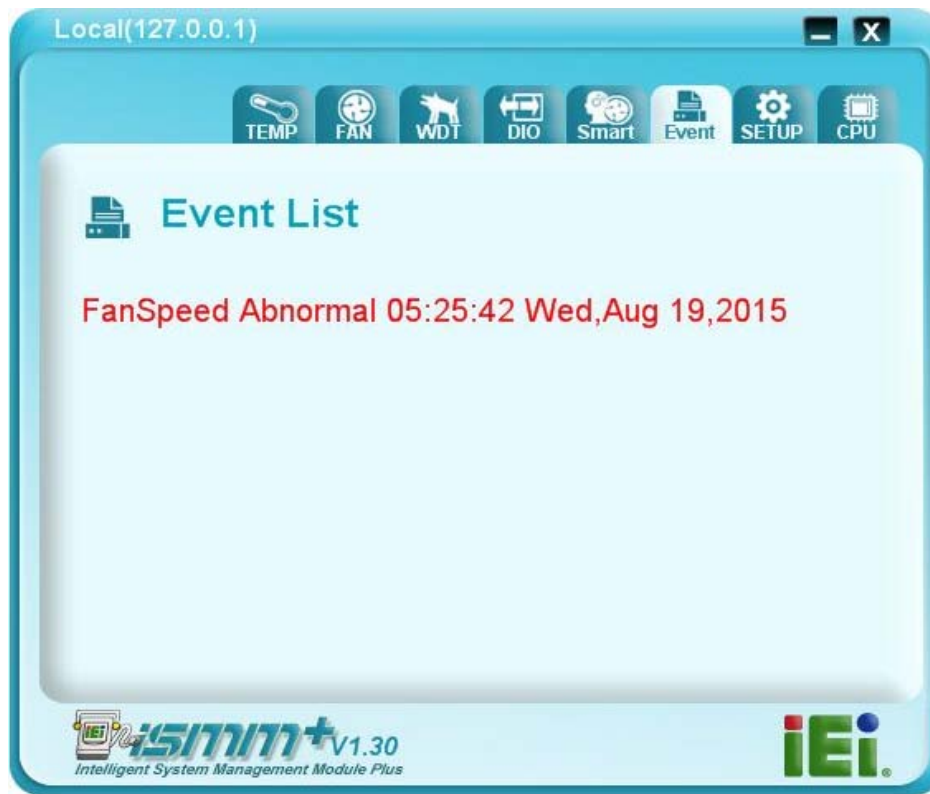 Local(127.0.0.1)
TEMP FAN WDT DIO Smart Event SETUP CPU
Event List
FanSpeed Abnormal 05:25:42 Wed,Aug 19,2015
iEi iSMM+ V1.30
Intelligent System Management Module Plus
iEi®